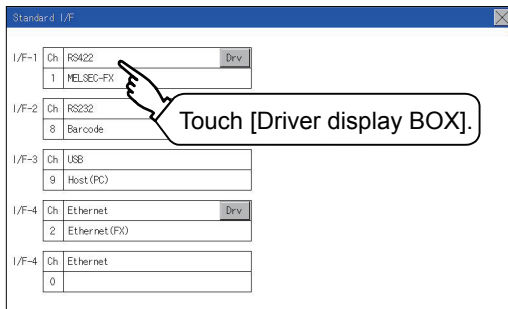 Standard I/F
I/F-1 Ch RS422 Drv
1 MELSEC-FX
I/F-2 Ch RS232
8 Barcode
Touch [Driver display BOX].
I/F-3 Ch USB
9 Host(PC)
I/F-4 Ch Ethernet Drv
2 Ethernet(FX)
I/F-4 Ch Ethernet
0